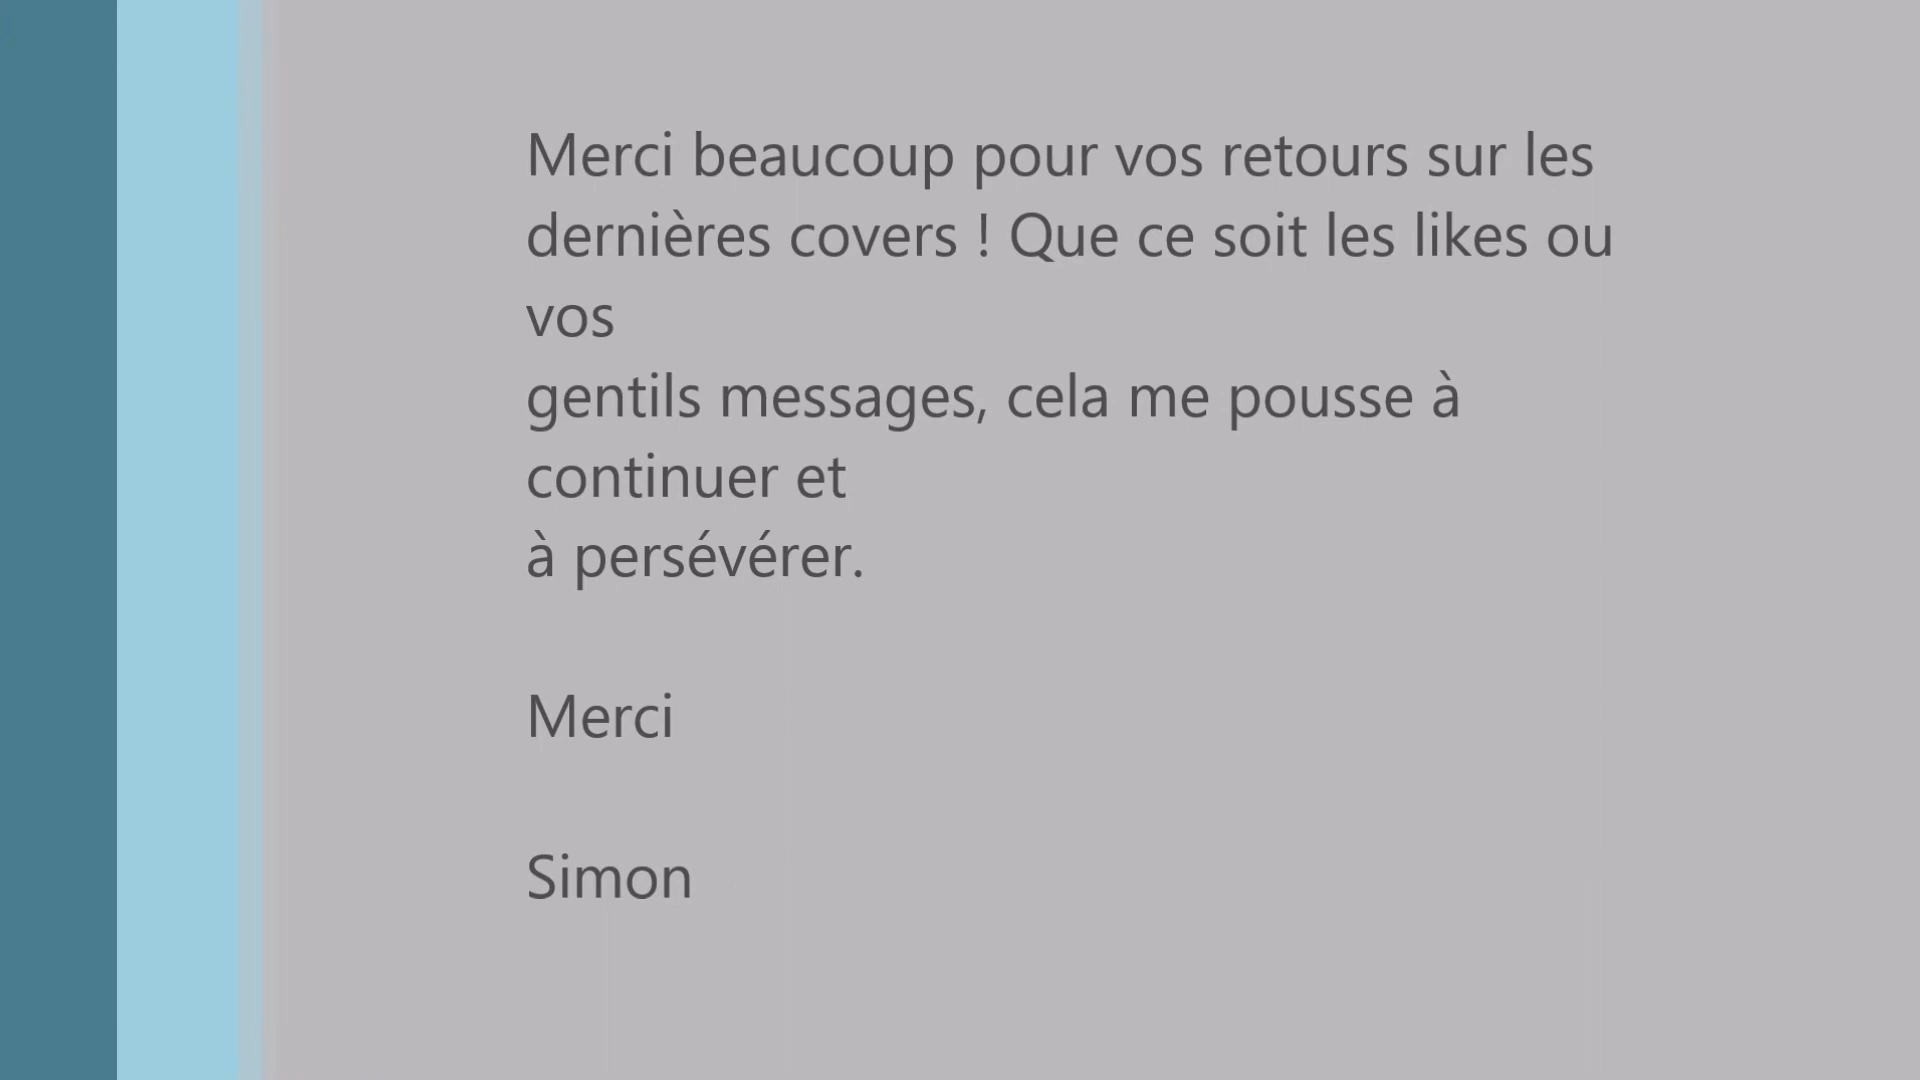 Merci beaucoup pour vos retours sur les
dernières covers ! Que ce soit les likes ou
vos
gentils messages, cela me pousse à
continuer et
à persévérer.
Merci
Simon